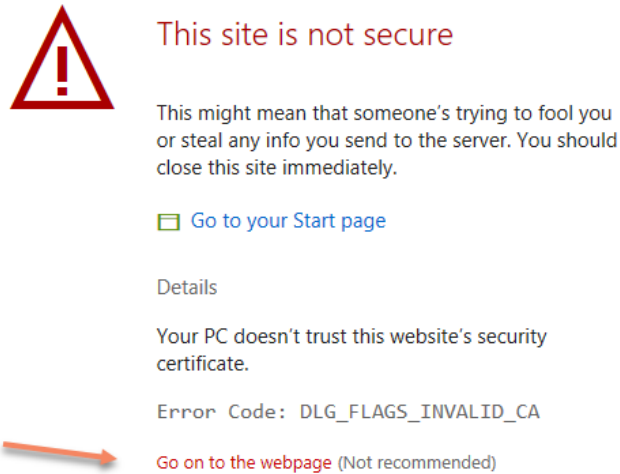 This site is not secure
This might mean that someone’s trying to fool you
or steal any info you send to the server. You should
close this site immediately.
Go to your Start page
Details
Your PC doesn’t trust this website’s security
certificate.
Error Code: DLG_FLAGS_INVALID_CA
Go on to the webpage (Not recommended)